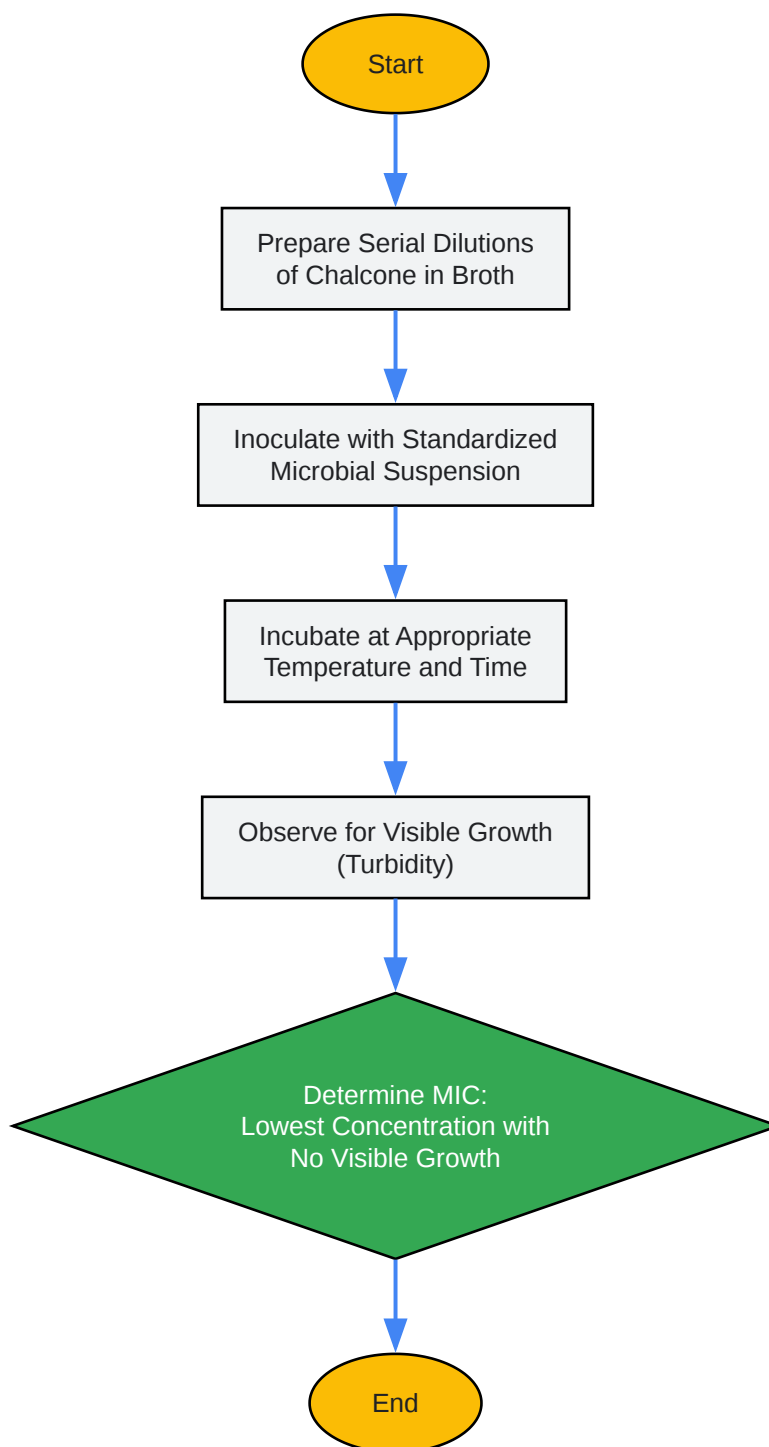 Start
Prepare Serial Dilutions
of Chalcone in Broth
Inoculate with Standardized
Microbial Suspension
Incubate at Appropriate
Temperature and Time
Observe for Visible Growth
(Turbidity)
Determine MIC:
Lowest Concentration with
No Visible Growth
End